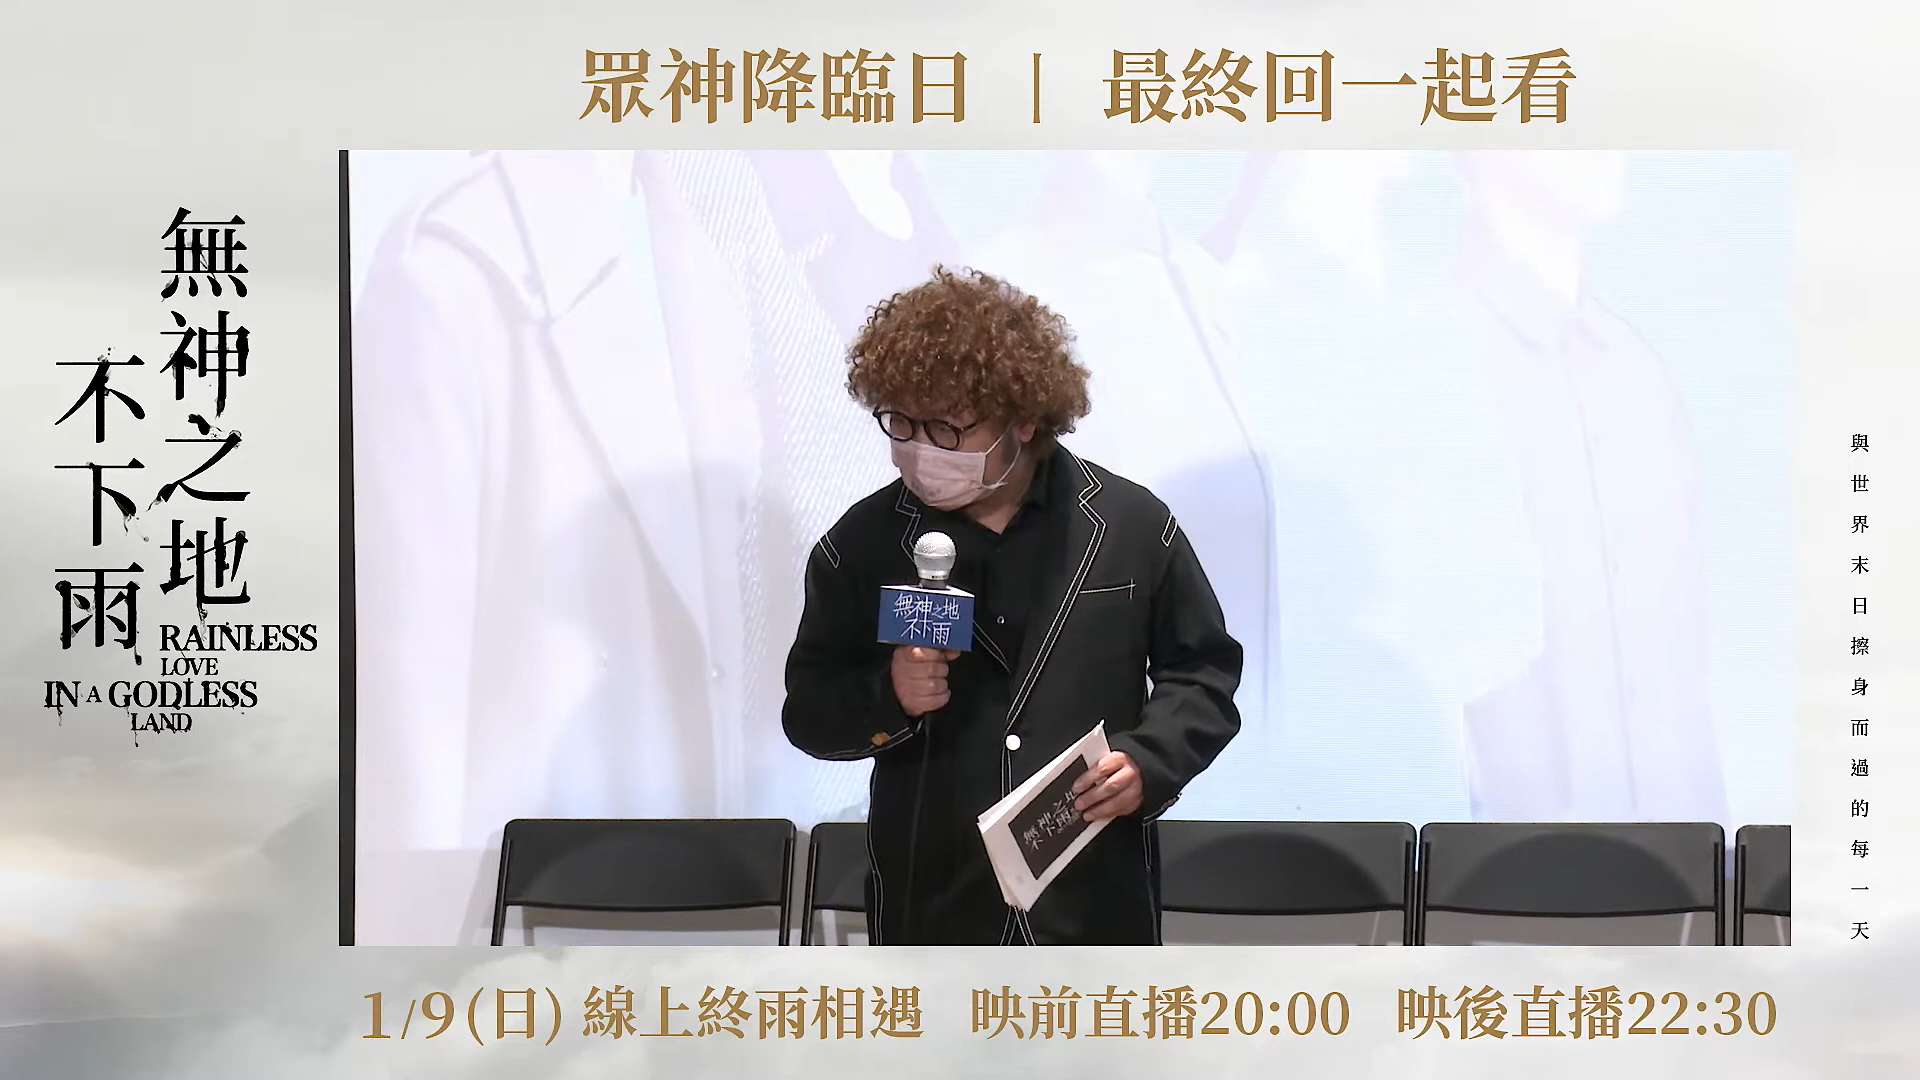 眾神降臨日 | 最終回一起看
無神之地
不下雨
RAINLESS
LOVE
IN A GODLESS
LAND
無神之地
不下雨
無神之地
不下雨
與世界末日擦身而過的每一天
1/9(日) 線上終雨相遇 映前直播20:00 映後直播22:30